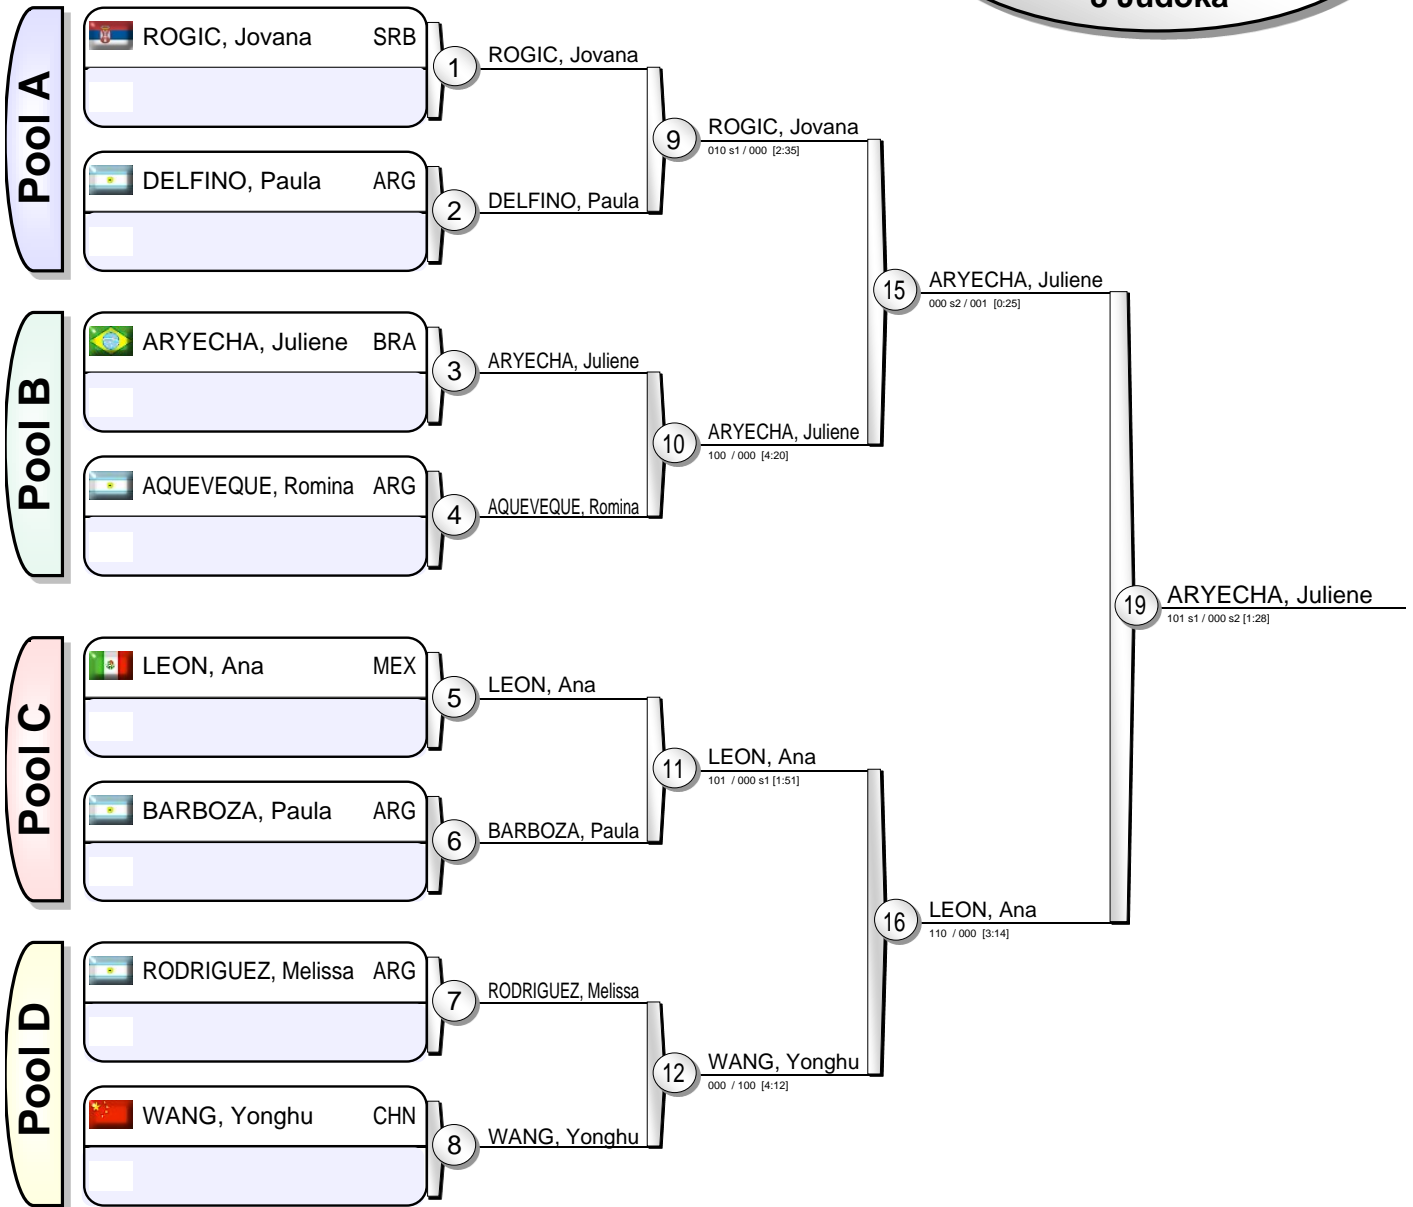 8 Judoka
Pool A
ROGIC, Jovana SRB
1
ROGIC, Jovana
DELFINO, Paula ARG
2
DELFINO, Paula
9
ROGIC, Jovana
010 s1 / 000 [2:35]
Pool B
ARYECHA, Juliene BRA
3
ARYECHA, Juliene
AQUEVEQUE, Romina ARG
4
AQUEVEQUE, Romina
10
ARYECHA, Juliene
100 / 000 [4:20]
15
ARYECHA, Juliene
000 s2 / 001 [0:25]
Pool C
LEON, Ana MEX
5
LEON, Ana
BARBOZA, Paula ARG
6
BARBOZA, Paula
11
LEON, Ana
101 / 000 s1 [1:51]
Pool D
RODRIGUEZ, Melissa ARG
7
RODRIGUEZ, Melissa
WANG, Yonghu CHN
8
WANG, Yonghu
12
WANG, Yonghu
000 / 100 [4:12]
16
LEON, Ana
110 / 000 [3:14]
19
ARYECHA, Juliene
101 s1 / 000 s2 [1:28]